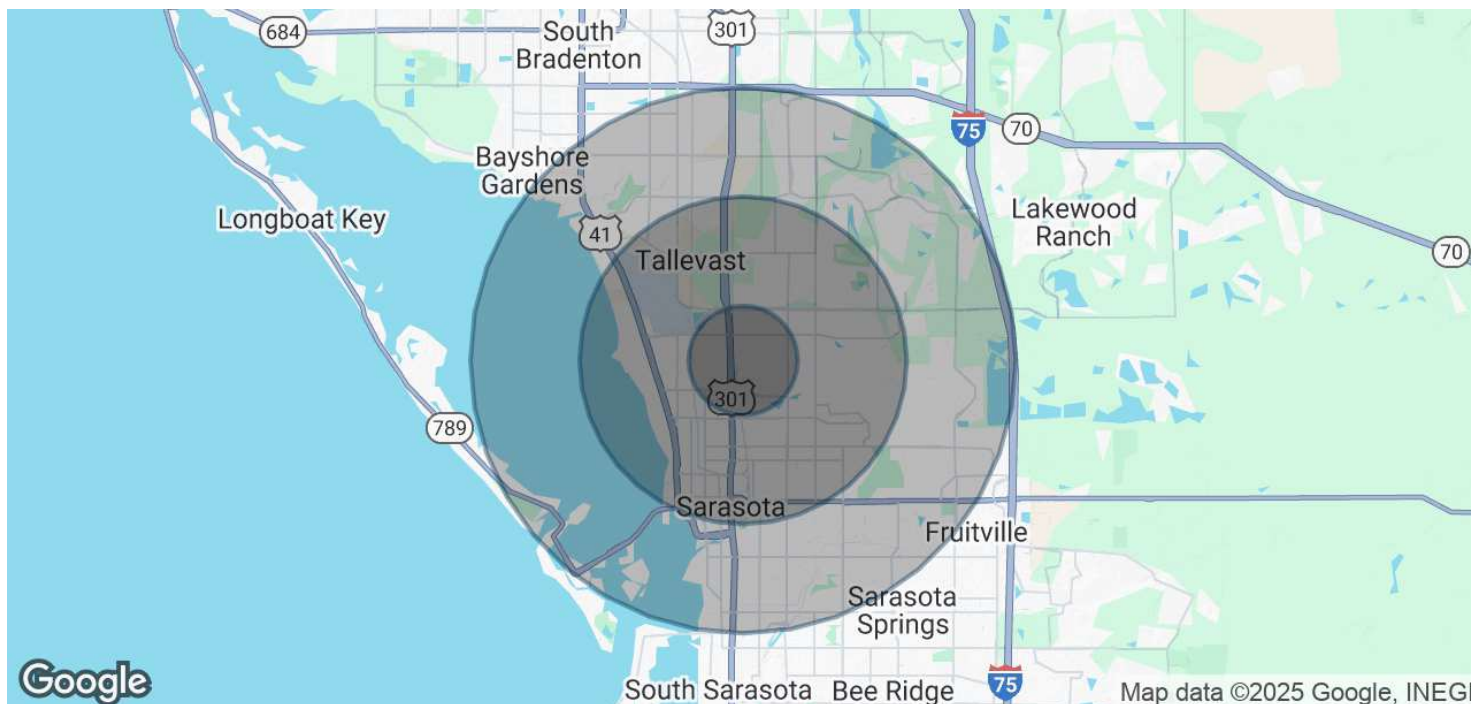 684
South
Bradenton
301
75
70
Bayshore
Gardens
Longboat Key
Lakewood
Ranch
41
Tallevast
70
301
789
Sarasota
Fruitville
Sarasota
Springs
Google
South Sarasota
Bee Ridge
75
Map data ©2025 Google, INEGI